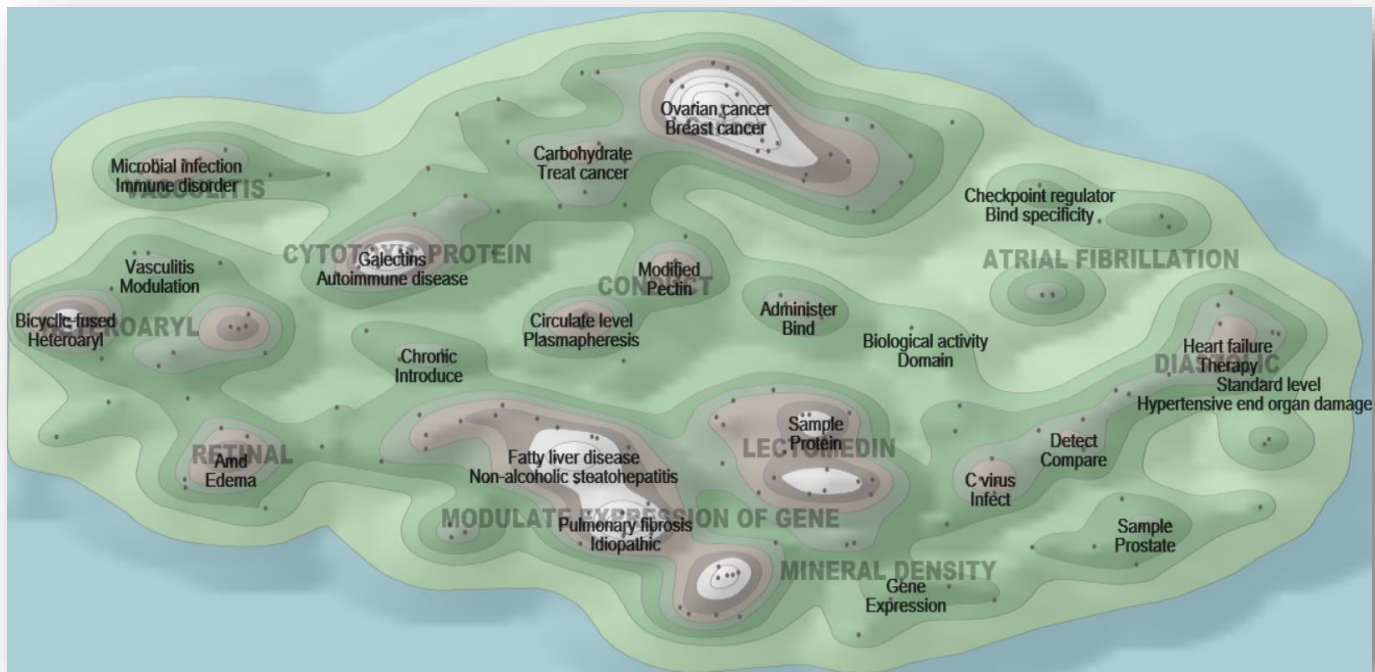 Ovarian cancer
Breast cancer
Carbohydrate
Treat cancer
Microbial infection
Immune disorder
VASCULITIS
Checkpoint regulator
Bind specificity
CYTOTOXIC PROTEIN
Galectins
Autoimmune disease
ATRIAL FIBRILLATION
Vasculitis
Modulation
Modified
Pectin
CONDUCT
Administer
Bind
Bicyclic-fused
Heteroaryl
HETEROARYL
Circulate level
Plasmapheresis
Biological activity
Domain
Chronic
Introduce
Heart failure
Therapy
DIASTOLIC
Standard level
Hypertensive end organ damage
Sample
Protein
LECTOMEDIN
Detect
Compare
RETINAL
Amd
Edema
Fatty liver disease
Non-alcoholic steatohepatitis
C virus
Infect
MODULATE EXPRESSION OF GENE
Pulmonary fibrosis
Idiopathic
Sample
Prostate
MINERAL DENSITY
Gene
Expression